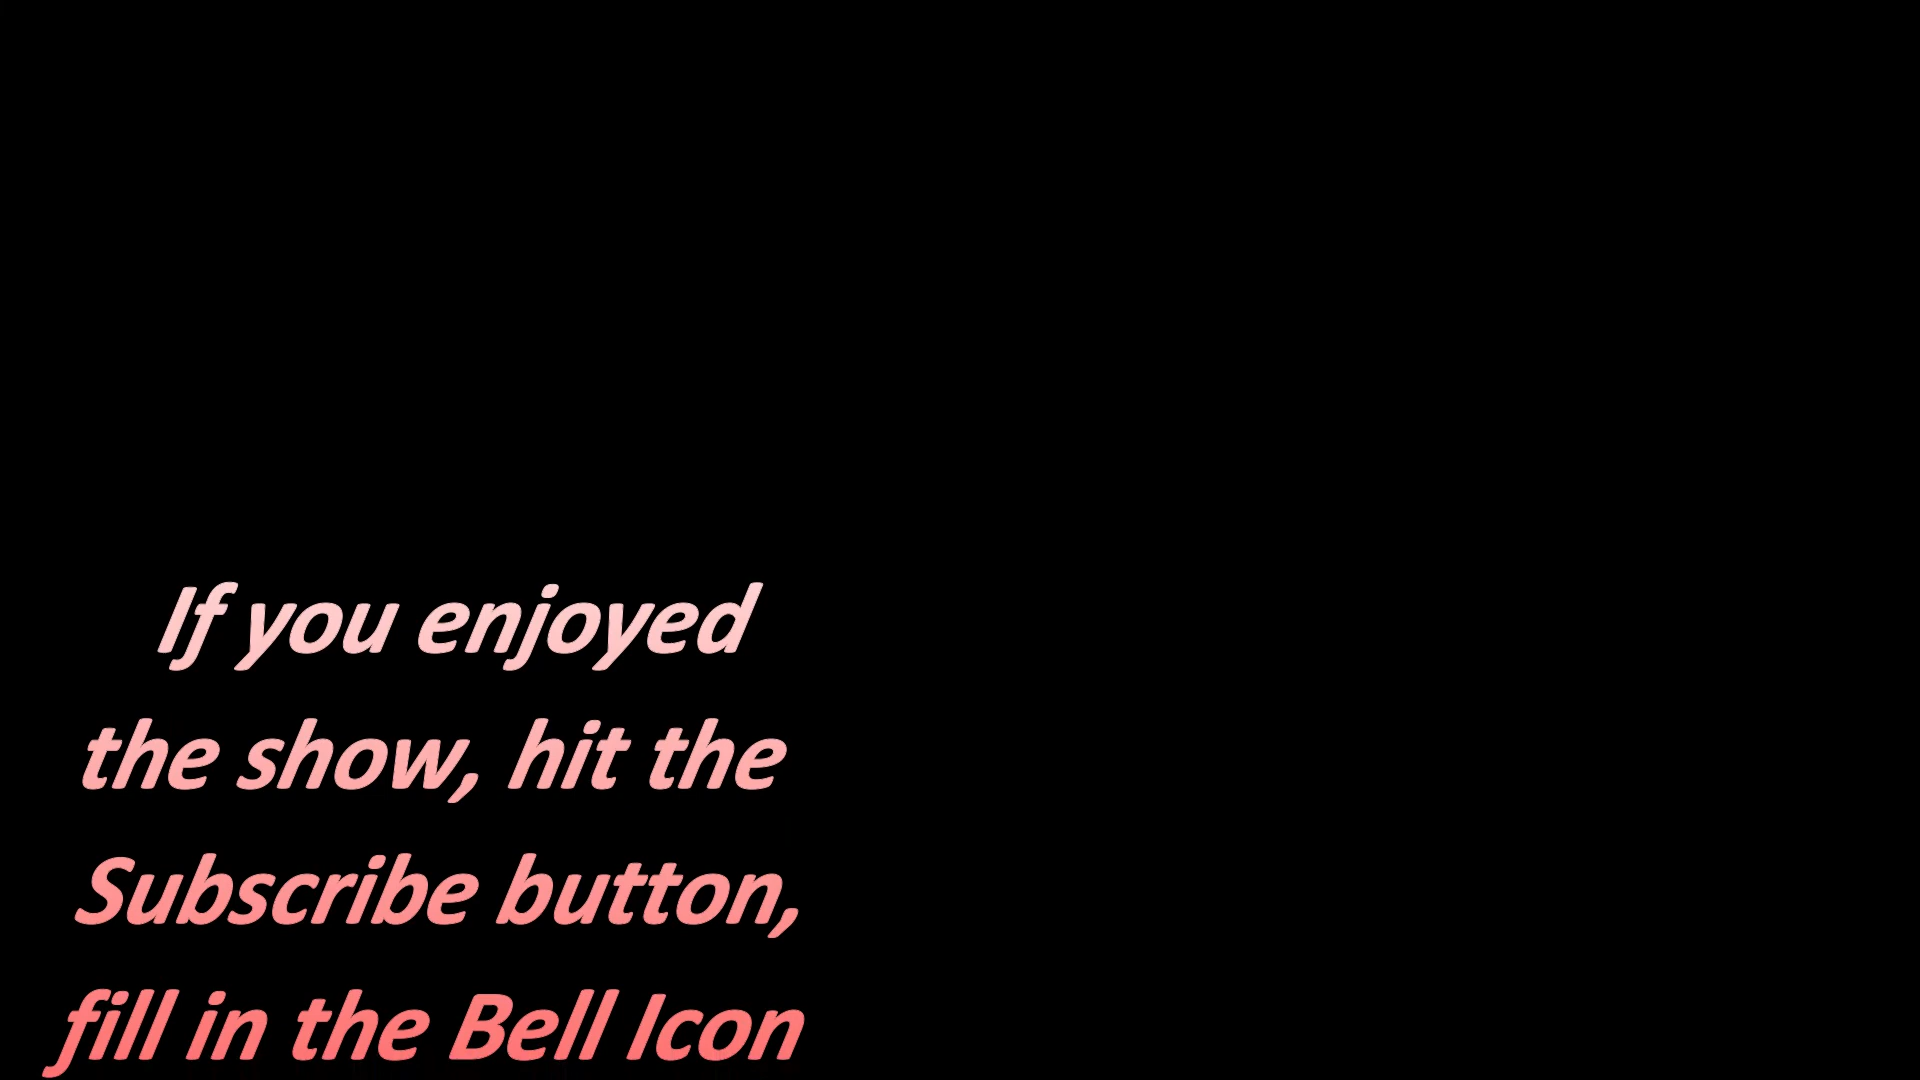 If you enjoyed
the show, hit the
Subscribe button,
fill in the Bell Icon